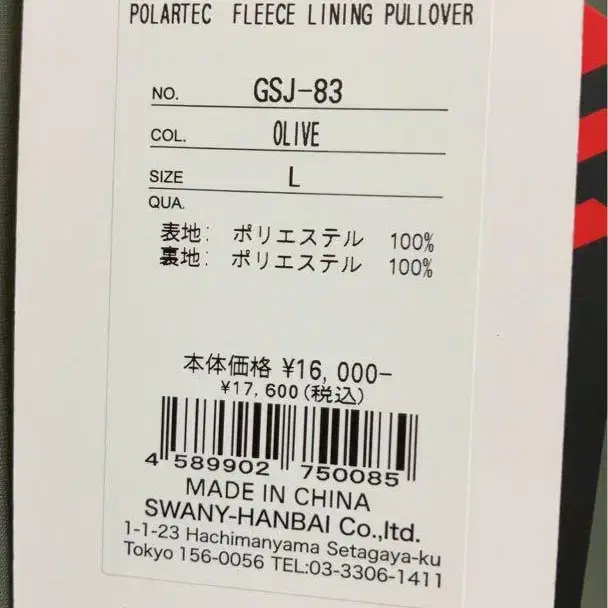 POLARTEC FLEECE LINING PULLOVER
NO. GSJ-83
COL. OLIVE
SIZE L
QUA.
表地: ポリエステル 100%
裏地: ポリエステル 100%
本体価格 ¥16,000-
¥17,600(税込)
4 589902 750085
MADE IN CHINA
SWANY-HANBAI Co.,ltd.
1-1-23 Hachimanyama Setagaya-ku
Tokyo 156-0056 TEL:03-3306-1411